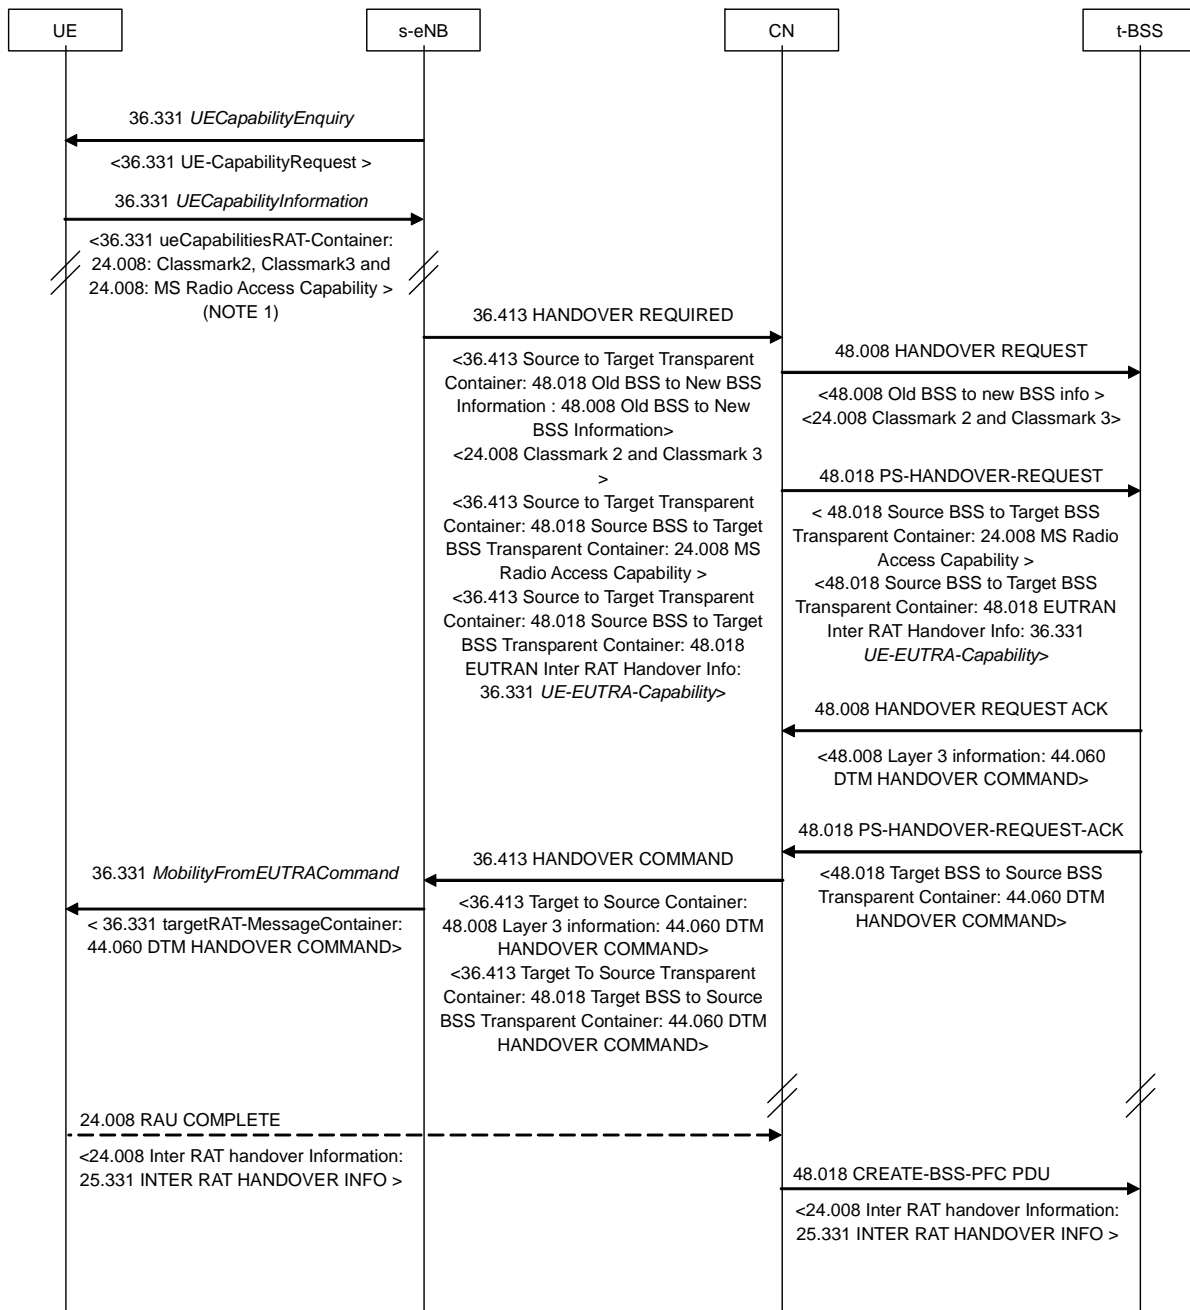 UE
s-eNB
CN
t-BSS
36.331 UECapabilityEnquiry
<36.331 UE-CapabilityRequest >
36.331 UECapabilityInformation
<36.331 ueCapabilitiesRAT-Container:
24.008: Classmark2, Classmark3 and
24.008: MS Radio Access Capability >
(NOTE 1)
36.413 HANDOVER REQUIRED
<36.413 Source to Target Transparent
Container: 48.018 Old BSS to New BSS
Information : 48.008 Old BSS to New
BSS Information>
<24.008 Classmark 2 and Classmark 3
>
<36.413 Source to Target Transparent
Container: 48.018 Source BSS to Target
BSS Transparent Container: 24.008 MS
Radio Access Capability >
<36.413 Source to Target Transparent
Container: 48.018 Source BSS to Target
BSS Transparent Container: 48.018
EUTRAN Inter RAT Handover Info:
36.331 UE-EUTRA-Capability>
48.008 HANDOVER REQUEST
<48.008 Old BSS to new BSS info >
<24.008 Classmark 2 and Classmark 3>
48.018 PS-HANDOVER-REQUEST
< 48.018 Source BSS to Target BSS
Transparent Container: 24.008 MS Radio
Access Capability >
<48.018 Source BSS to Target BSS
Transparent Container: 48.018 EUTRAN
Inter RAT Handover Info: 36.331
UE-EUTRA-Capability>
48.008 HANDOVER REQUEST ACK
<48.008 Layer 3 information: 44.060
DTM HANDOVER COMMAND>
48.018 PS-HANDOVER-REQUEST-ACK
<48.018 Target BSS to Source BSS
Transparent Container: 44.060 DTM
HANDOVER COMMAND>
36.413 HANDOVER COMMAND
<36.413 Target to Source Container:
48.008 Layer 3 information: 44.060 DTM
HANDOVER COMMAND>
<36.413 Target To Source Transparent
Container: 48.018 Target BSS to Source
BSS Transparent Container: 44.060 DTM
HANDOVER COMMAND>
36.331 MobilityFromEUTRACommand
< 36.331 targetRAT-MessageContainer:
44.060 DTM HANDOVER COMMAND>
24.008 RAU COMPLETE
<24.008 Inter RAT handover Information:
25.331 INTER RAT HANDOVER INFO >
48.018 CREATE-BSS-PFC PDU
<24.008 Inter RAT handover Information:
25.331 INTER RAT HANDOVER INFO >